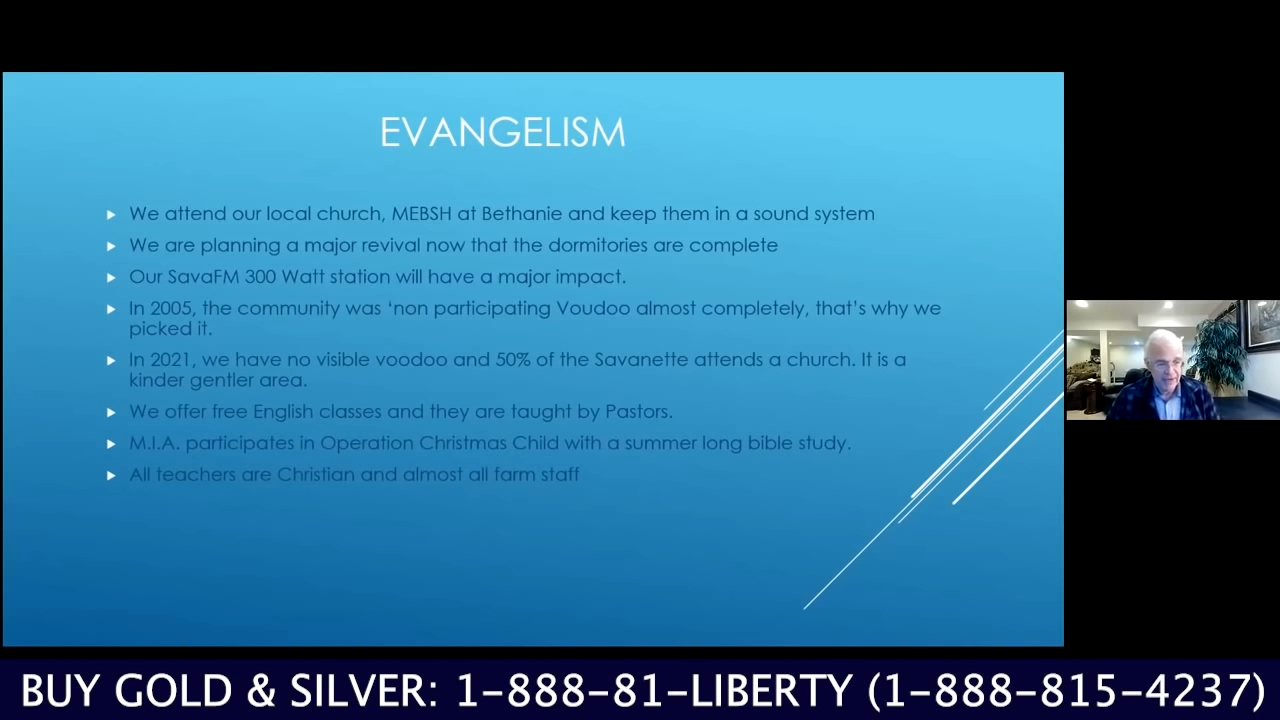 EVANGELISM
We attend our local church, MEBSH at Bethanie and keep them in a sound system
We are planning a major revival now that the dormitories are complete
Our SavaFM 300 Watt station will have a major impact.
In 2005, the community was ‘non participating Voudoo almost completely, that’s why we
picked it.
In 2021, we have no visible voodoo and 50% of the Savanette attends a church. It is a
kinder gentler area.
We offer free English classes and they are taught by Pastors.
M.I.A. participates in Operation Christmas Child with a summer long bible study.
All teachers are Christian and almost all farm staff
BUY GOLD & SILVER: 1-888-81-LIBERTY (1-888-815-4237)